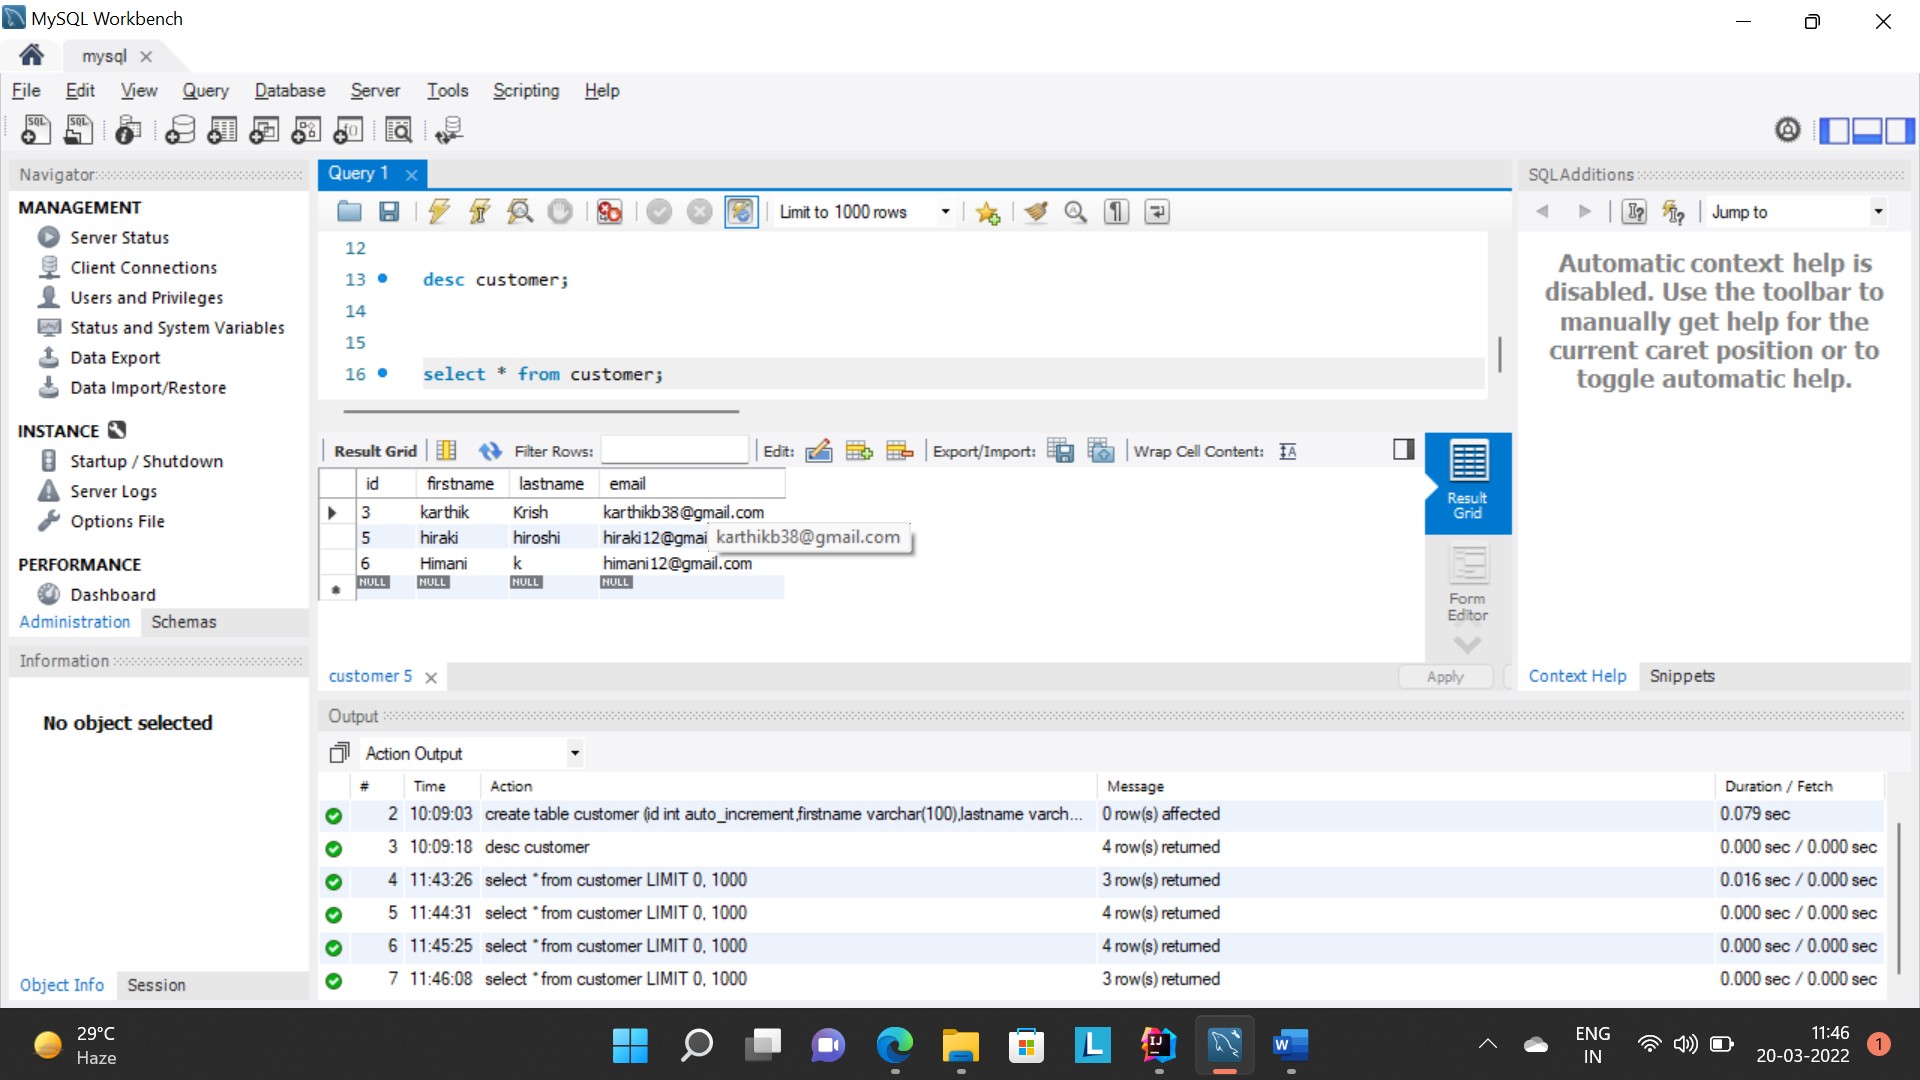 MySQL Workbench
mysql
File Edit View Query Database Server Tools Scripting Help
SQL SQL
Navigator
MANAGEMENT
Server Status
Client Connections
Users and Privileges
Status and System Variables
Data Export
Data Import/Restore
INSTANCE
Startup / Shutdown
Server Logs
Options File
PERFORMANCE
Dashboard
Administration Schemas
Information
No object selected
Object Info Session
Query 1
Limit to 1000 rows
12
13 desc customer;
14
15
16 select * from customer;
Result Grid Filter Rows: Edit: Export/Import: Wrap Cell Content:
id firstname lastname email
3 karthik Krish karthikb38@gmail.com
5 hiraki hiroshi hiraki12@gmai
karthikb38@gmail.com
6 Himani k himani12@gmail.com
NULL NULL NULL NULL
Result
Grid
Form
Editor
customer 5
Apply
SQLAdditions
Jump to
Automatic context help is
disabled. Use the toolbar to
manually get help for the
current caret position or to
toggle automatic help.
Context Help Snippets
Output
Action Output
# Time Action Message Duration / Fetch
2 10:09:03 create table customer (id int auto_increment,firstname varchar(100),lastname varch... 0 row(s) affected 0.079 sec
3 10:09:18 desc customer 4 row(s) returned 0.000 sec / 0.000 sec
4 11:43:26 select * from customer LIMIT 0, 1000 3 row(s) returned 0.016 sec / 0.000 sec
5 11:44:31 select * from customer LIMIT 0, 1000 4 row(s) returned 0.000 sec / 0.000 sec
6 11:45:25 select * from customer LIMIT 0, 1000 4 row(s) returned 0.000 sec / 0.000 sec
7 11:46:08 select * from customer LIMIT 0, 1000 3 row(s) returned 0.000 sec / 0.000 sec
29°C
Haze
L
IJ
W
ENG
IN
11:46
20-03-2022
1